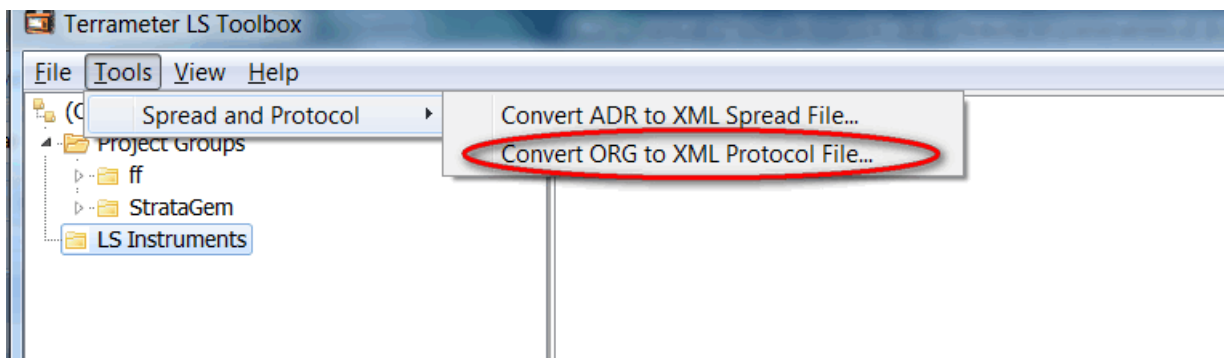 Terrameter LS Toolbox
File Tools View Help
(C
Spread and Protocol
Convert ADR to XML Spread File...
Project Groups
Convert ORG to XML Protocol File...
ff
StrataGem
LS Instruments